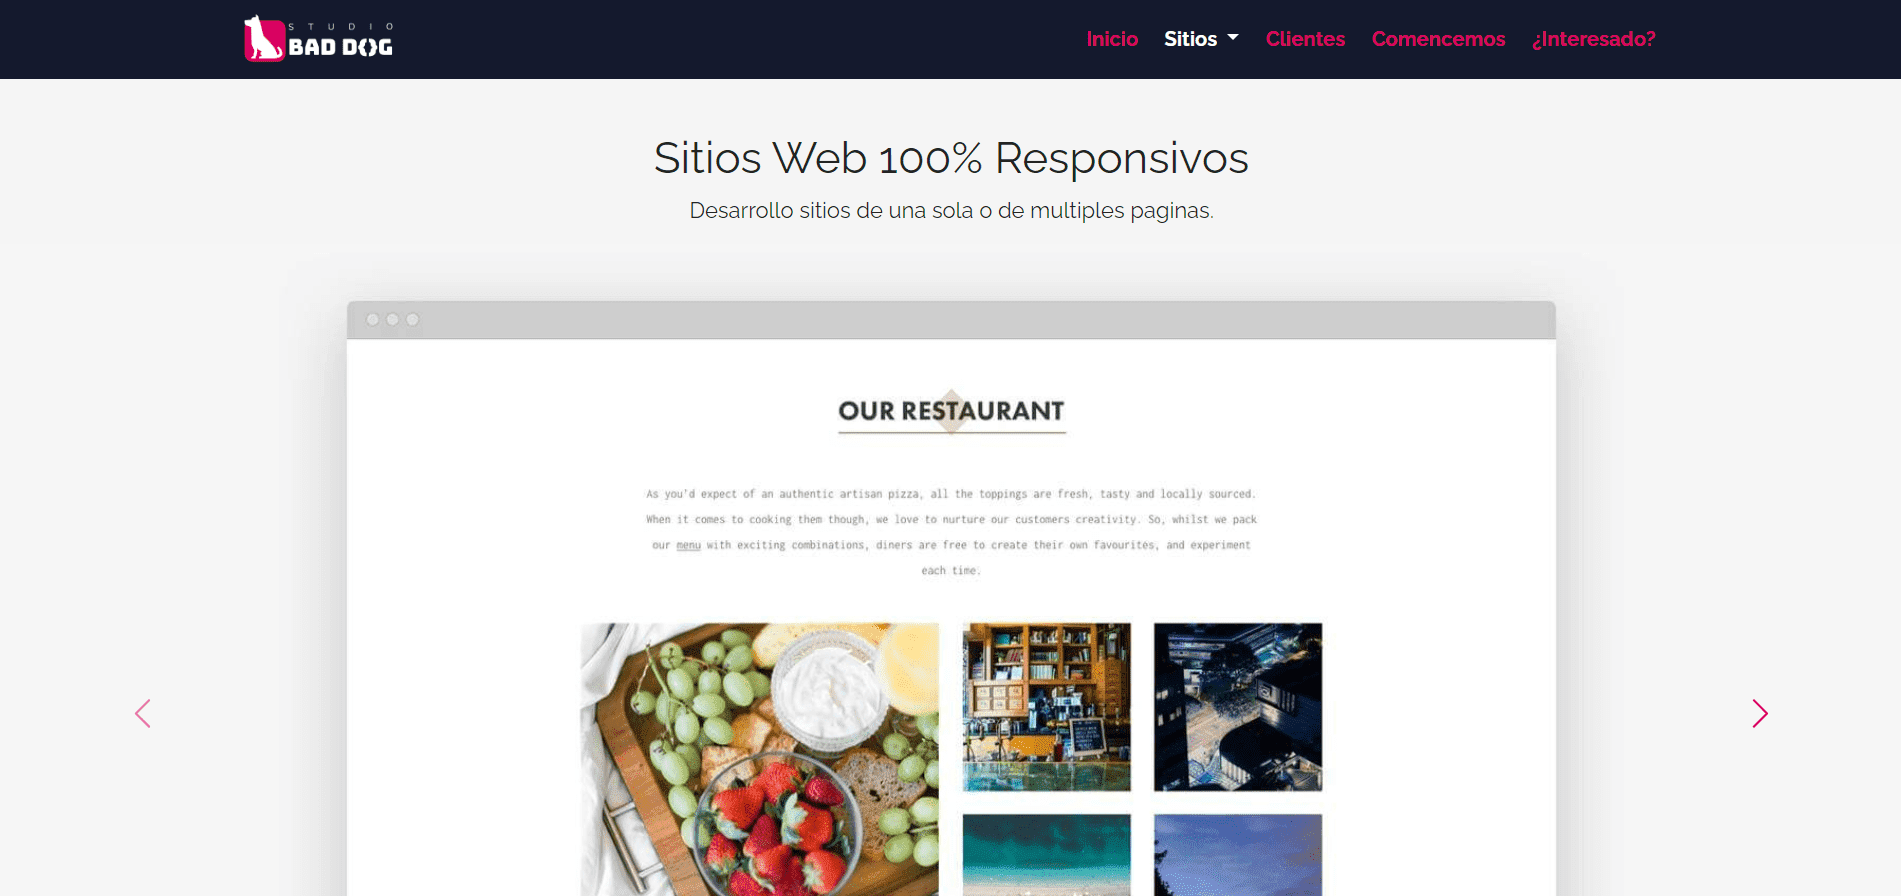 STUDIO
BAD DOG
Inicio Sitios Clientes Comencemos ¿Interesado?
Sitios Web 100% Responsivos
Desarrollo sitios de una sola o de multiples paginas.
OUR RESTAURANT
As you'd expect of an authentic artisan pizza, all the toppings are fresh, tasty and locally sourced.
When it comes to cooking them though, we love to nurture our customers creativity. So, whilst we pack
our menu with exciting combinations, diners are free to create their own favourites, and experiment
each time.